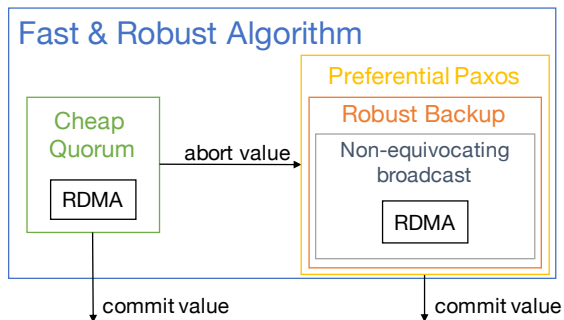 Fast & Robust Algorithm
Preferential Paxos
Robust Backup
Cheap
Quorum
abort value
Non-equivocating
broadcast
RDMA
RDMA
commit value
commit value